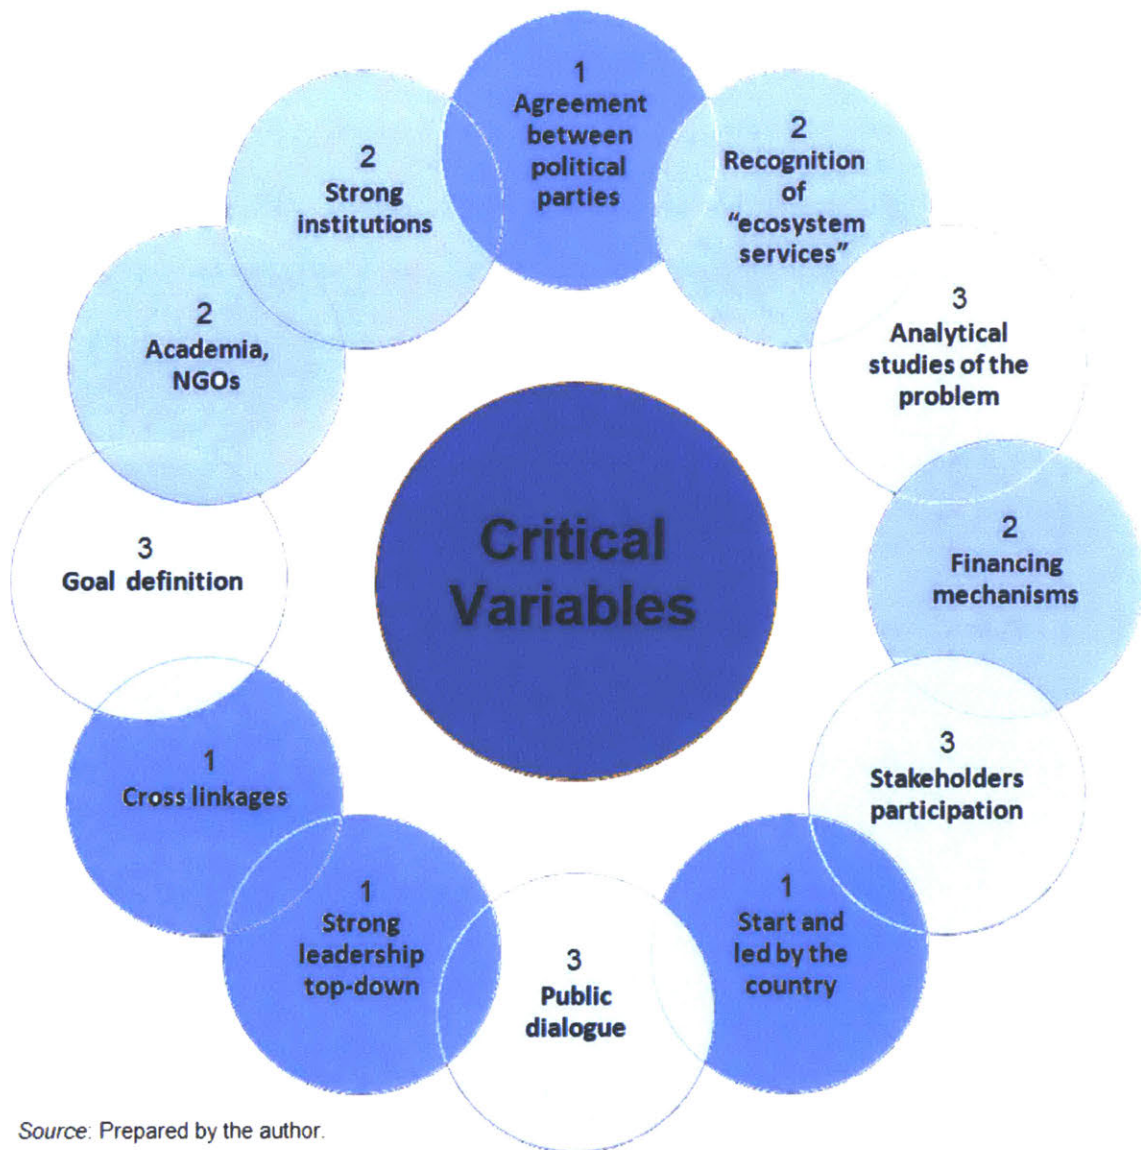 1
Agreement
between
political
parties
2
Recognition
of
“ecosystem
services”
3
Analytical
studies of the
problem
2
Financing
mechanisms
3
Stakeholders
participation
1
Start and
led by the
country
3
Public
dialogue
1
Strong
leadership
top-down
1
Cross linkages
3
Goal definition
2
Academia,
NGOs
2
Strong
institutions
Critical
Variables
Source: Prepared by the author.